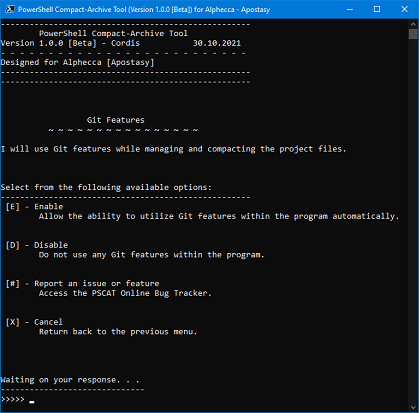 PowerShell Compact-Archive Tool (Version 1.0.0 [Beta]) for Alphecca - Apostasy
------------------------------------------------------
PowerShell Compact-Archive Tool
Version 1.0.0 [Beta] - Cordis 30.10.2021
- - - - - - - - - - - - - - - - - - - - - - - - - -
Designed for Alphecca [Apostasy]
------------------------------------------------------
------------------------------------------------------
Git Features
~ ~ ~ ~ ~ ~ ~ ~ ~ ~ ~ ~ ~ ~ ~ ~
I will use Git features while managing and compacting the project files.
Select from the following available options:
------------------------------------------------------
[E] - Enable
Allow the ability to utilize Git features within the program automatically.
[D] - Disable
Do not use any Git features within the program.
[#] - Report an issue or feature
Access the PSCAT Online Bug Tracker.
[X] - Cancel
Return back to the previous menu.
Waiting on your response. . .
------------------------------
>>>>> _